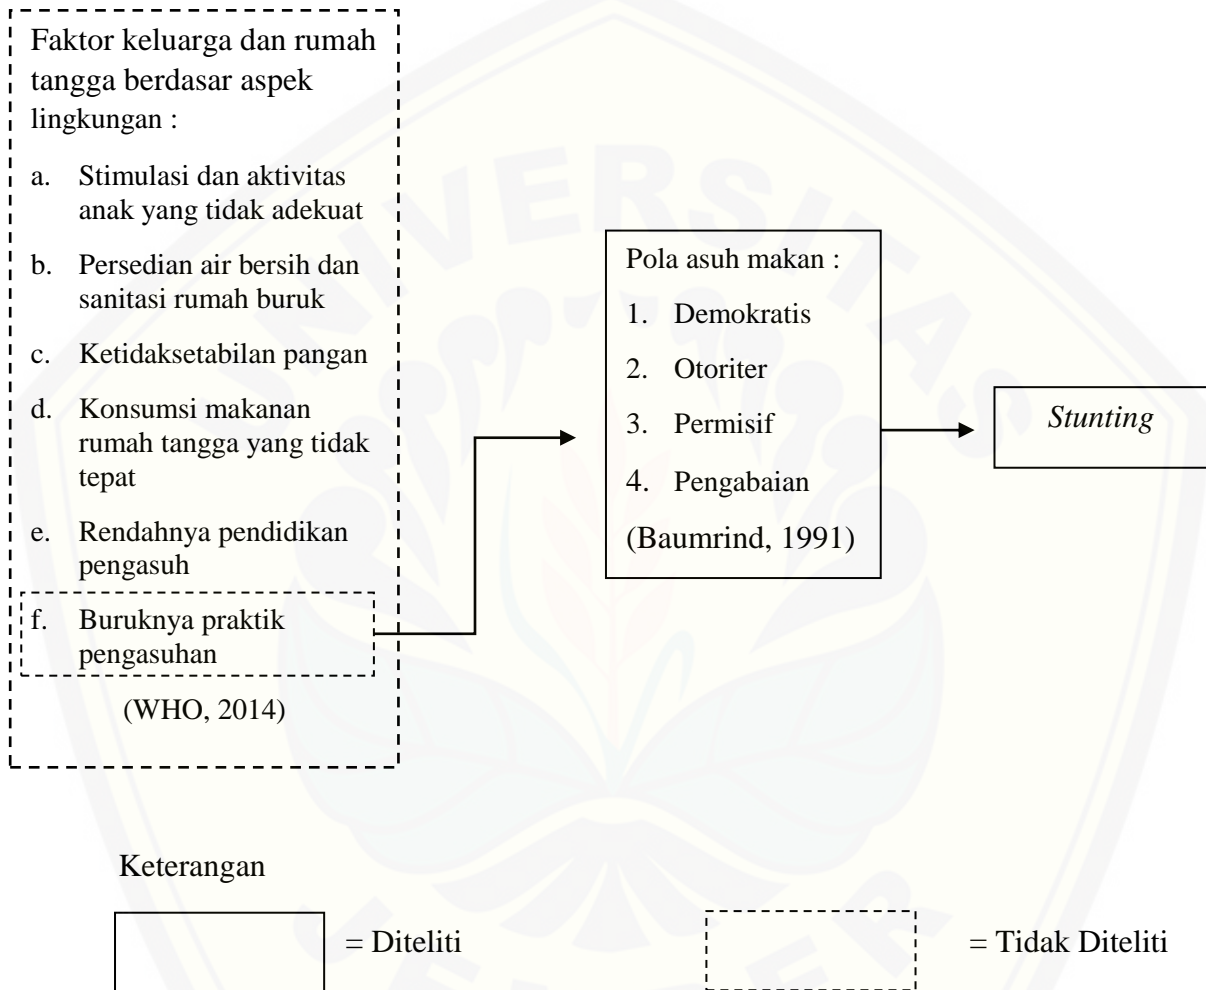 Faktor keluarga dan rumah
tangga berdasar aspek
lingkungan :
a. Stimulasi dan aktivitas
anak yang tidak adekuat
b. Persedian air bersih dan
sanitasi rumah buruk
c. Ketidaksetabilan pangan
d. Konsumsi makanan
rumah tangga yang tidak
tepat
e. Rendahnya pendidikan
pengasuh
f. Buruknya praktik
pengasuhan
(WHO, 2014)
Pola asuh makan :
1. Demokratis
2. Otoriter
3. Permisif
4. Pengabaian
(Baumrind, 1991)
Stunting
Keterangan
= Diteliti
= Tidak Diteliti
UNIVERSITAS
JEMBER